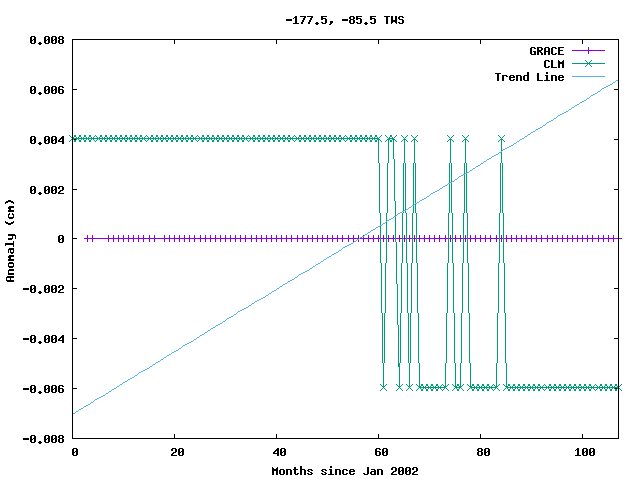 -177.5, -85.5 TWS
GRACE
CLM
Trend Line
0.008
0.006
0.004
0.002
0
-0.002
-0.004
-0.006
-0.008
Anomaly (cm)
0 20 40 60 80 100
Months since Jan 2002